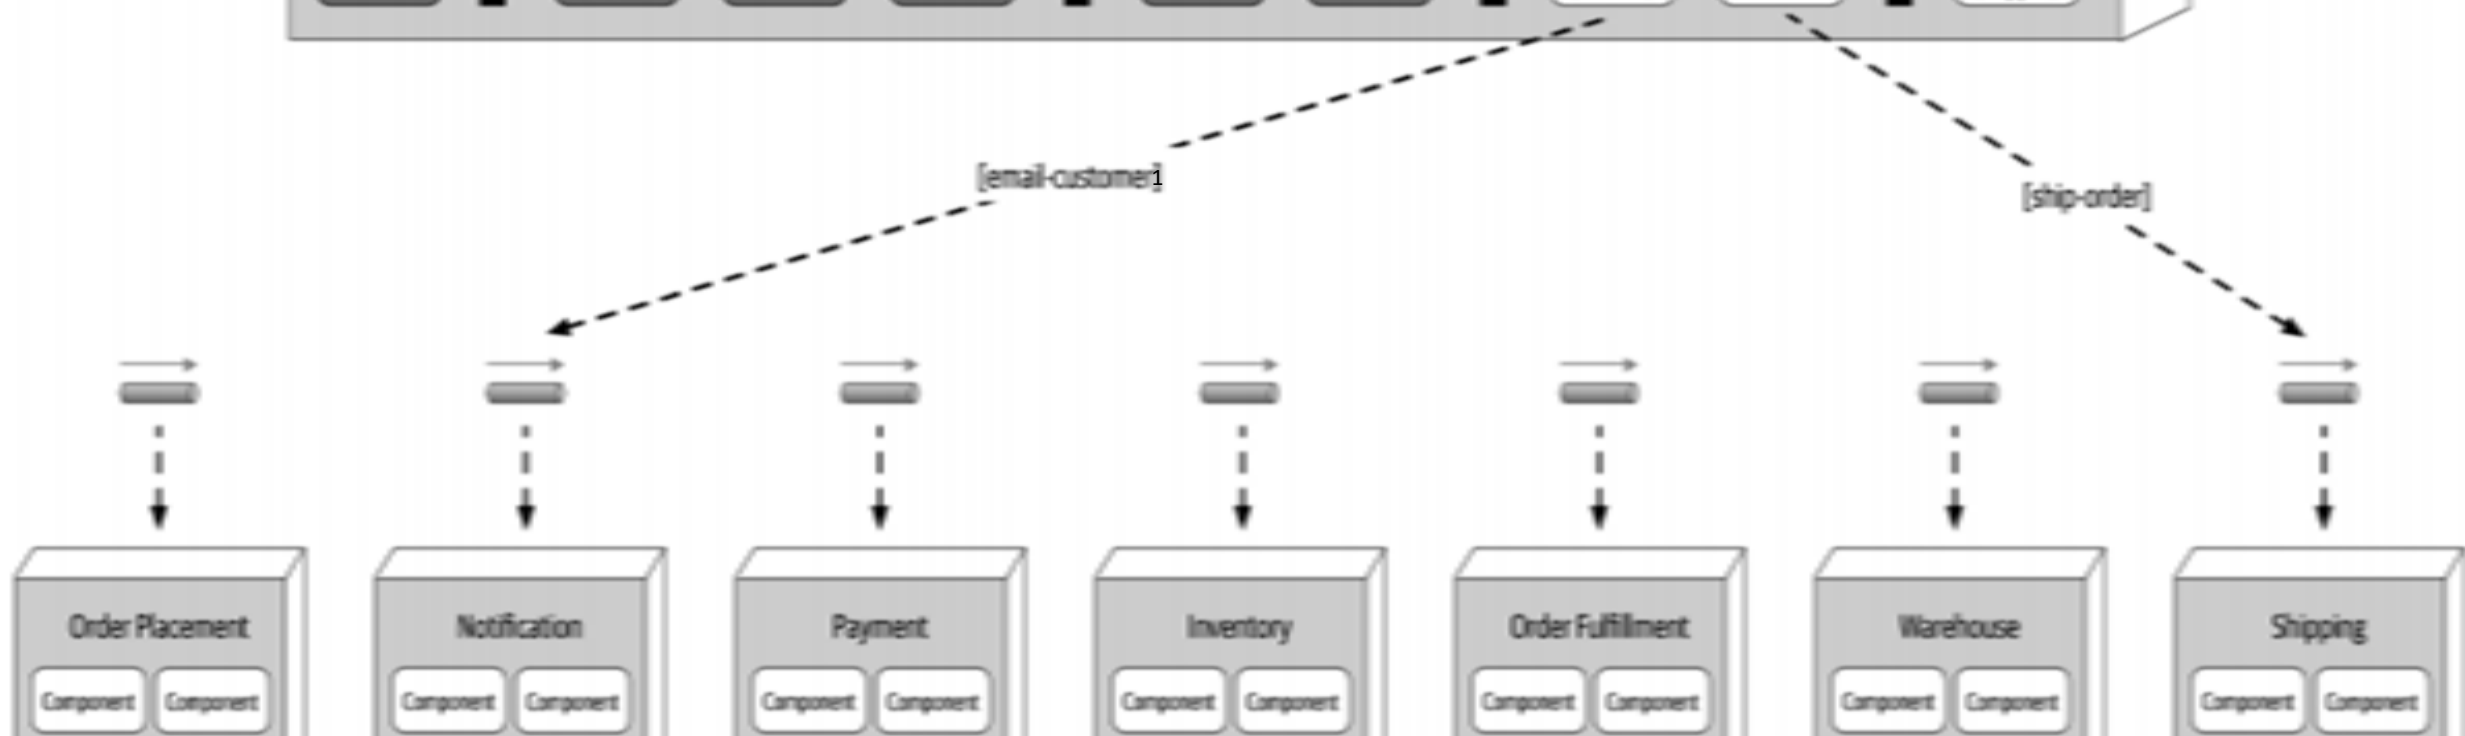 [email-customer]1
[ship-order]
Order Placement
Notification
Payment
Inventory
Order Fulfillment
Warehouse
Shipping
Component Component
Component Component
Component Component
Component Component
Component Component
Component Component
Component Component